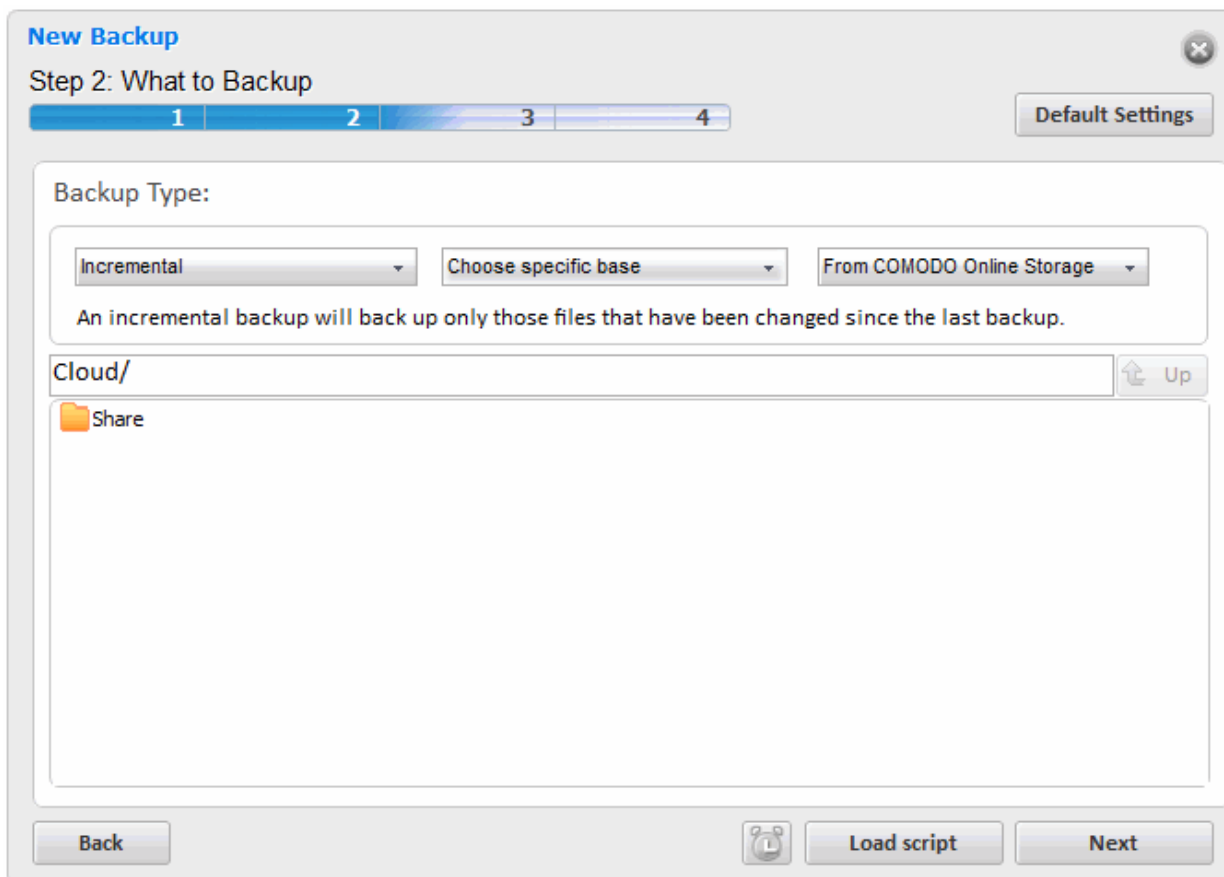 New Backup
Step 2: What to Backup
1 2 3 4
Default Settings
Backup Type:
Incremental Choose specific base From COMODO Online Storage
An incremental backup will back up only those files that have been changed since the last backup.
Cloud/ Up
Share
Back Load script Next